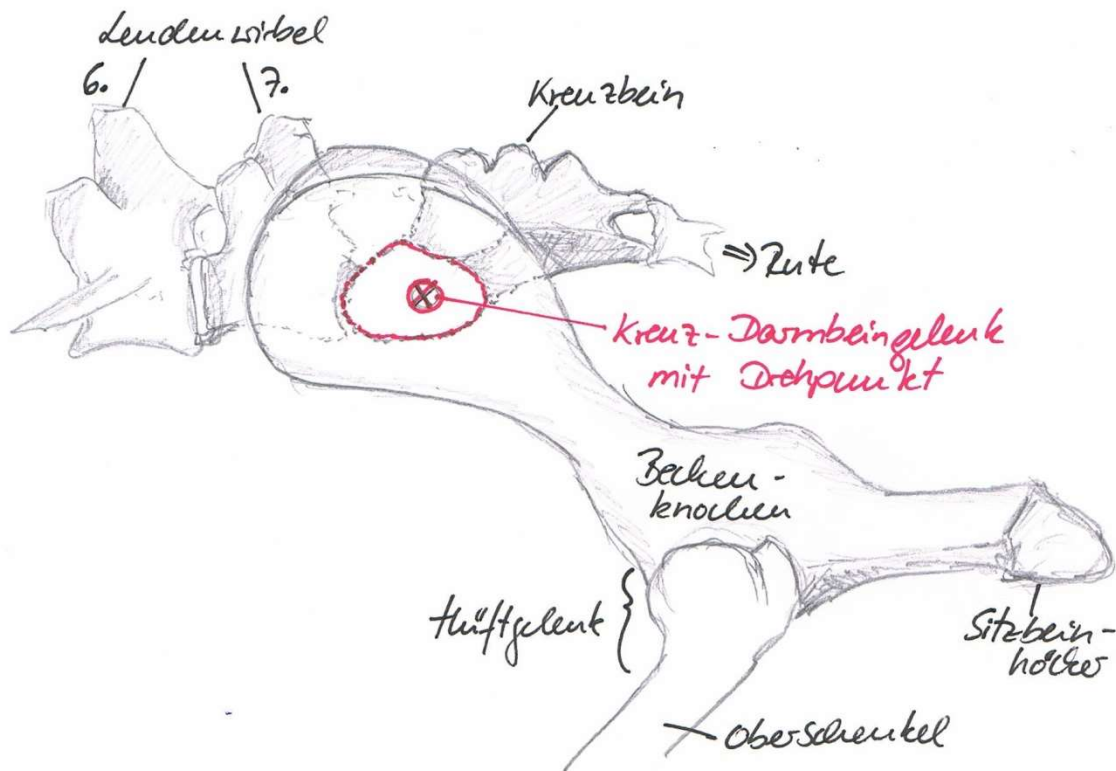 Lendenwirbel
6. 7.
Kreuzbein
⇒ Rute
Kreuz-Darmbeingelenk
mit Drehpunkt
Becken-
knochen
Hüftgelenk
Sitzbein-
höcker
Oberschenkel